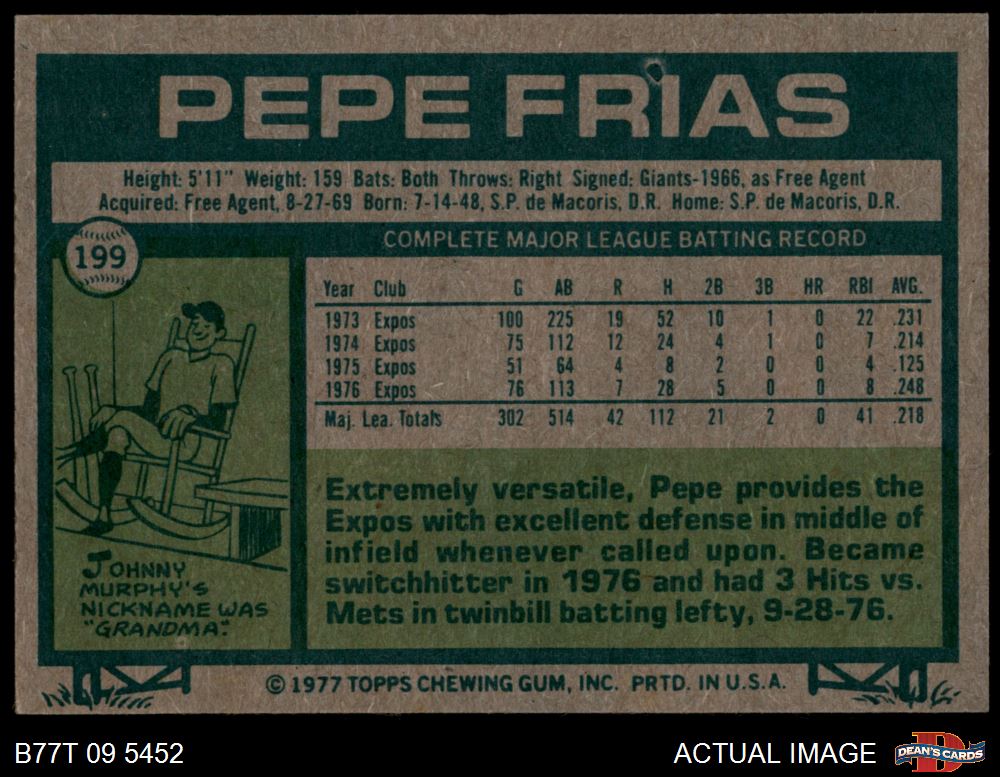 PEPE FRIAS
Height: 5'11" Weight: 159 Bats: Both Throws: Right Signed: Giants-1966, as Free Agent
Acquired: Free Agent, 8-27-69 Born: 7-14-48, S.P. de Macoris, D.R. Home: S.P. de Macoris, D.R.
199
COMPLETE MAJOR LEAGUE BATTING RECORD
Year Club G AB R H 2B 3B HR RBI AVG.
1973 Expos 100 225 19 52 10 1 0 22 .231
1974 Expos 75 112 12 24 4 1 0 7 .214
1975 Expos 51 64 4 8 2 0 0 4 .125
1976 Expos 76 113 7 28 5 0 0 8 .248
Maj. Lea. Totals 302 514 42 112 21 2 0 41 .218
JOHNNY
MURPHY'S
NICKNAME WAS
"GRANDMA."
Extremely versatile, Pepe provides the
Expos with excellent defense in middle of
infield whenever called upon. Became
switchhitter in 1976 and had 3 Hits vs.
Mets in twinbill batting lefty, 9-28-76.
© 1977 TOPPS CHEWING GUM, INC. PRTD. IN U.S.A.
B77T 09 5452
ACTUAL IMAGE
D
DEAN'S CARDS